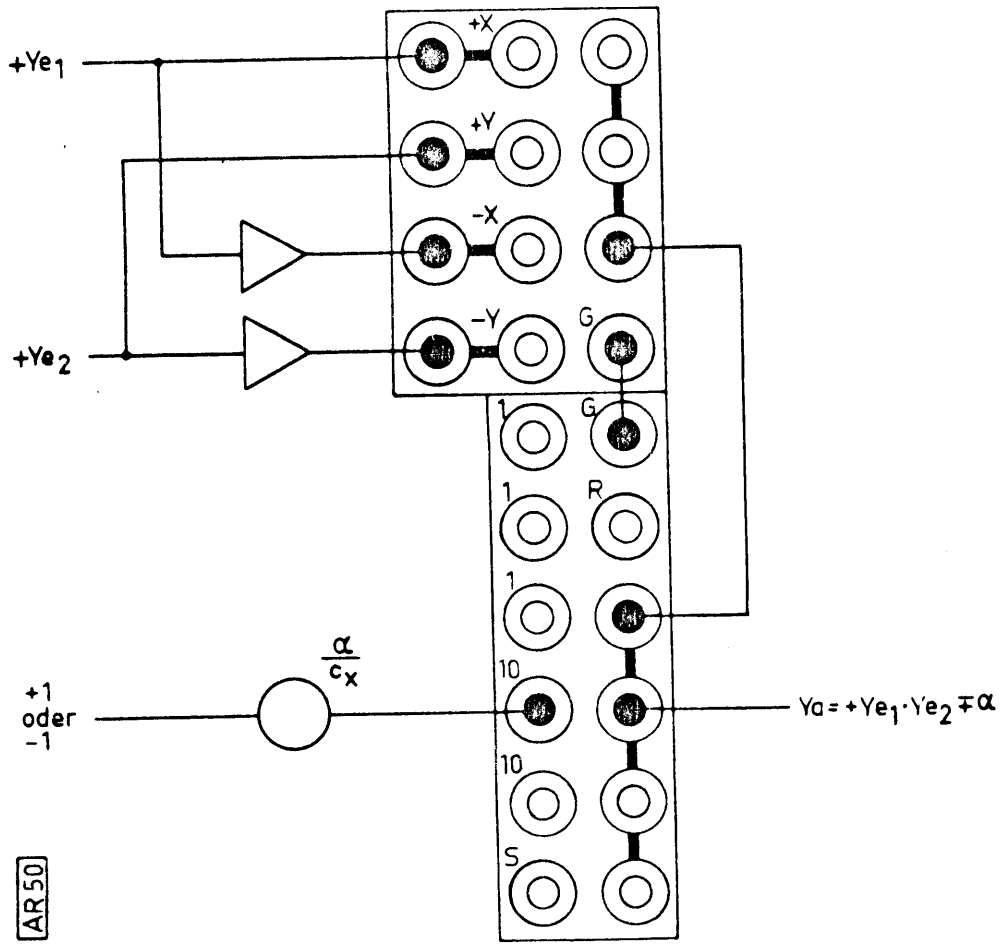 +Ye₁
+X
+Y
−X
−Y
G
+Ye₂
1
G
1
R
1
10
10
S
α
cₓ
+1
oder
−1
Ya = +Ye₁·Ye₂ ∓α
AR50